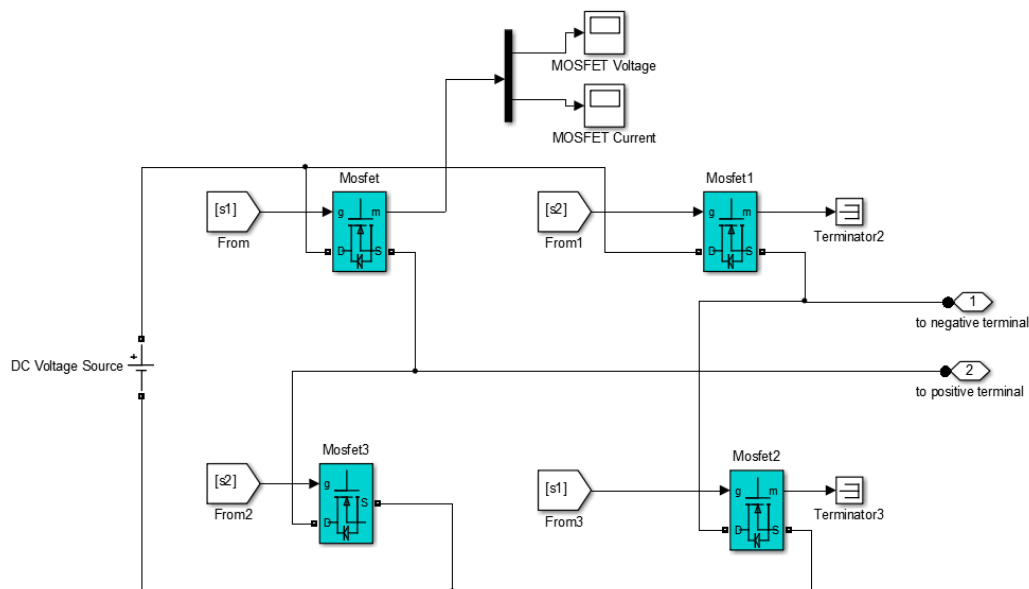 MOSFET Voltage
MOSFET Current
Mosfet
[s1]
g
m
D
S
From
Mosfet1
[s2]
g
m
D
S
From1
Terminator2
1
to negative terminal
DC Voltage Source
+
2
to positive terminal
Mosfet3
[s2]
g
S
D
From2
Mosfet2
[s1]
g
m
D
S
From3
Terminator3